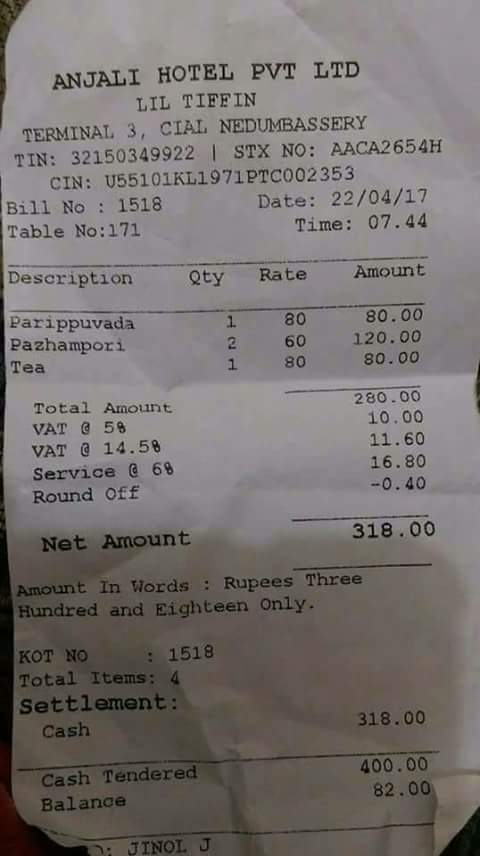 ANJALI HOTEL PVT LTD
LIL TIFFIN
TERMINAL 3, CIAL NEDUMBASSERY
TIN: 32150349922 | STX NO: AACA2654H
CIN: U55101KL1971PTC002353
Bill No : 1518 Date: 22/04/17
Table No:171 Time: 07.44
Description Qty Rate Amount
Parippuvada 1 80 80.00
Pazhampori 2 60 120.00
Tea 1 80 80.00
Total Amount 280.00
VAT @ 5% 10.00
VAT @ 14.5% 11.60
Service @ 6% 16.80
Round Off -0.40
Net Amount 318.00
Amount In Words : Rupees Three
Hundred and Eighteen Only.
KOT NO : 1518
Total Items: 4
Settlement:
Cash 318.00
Cash Tendered 400.00
Balance 82.00
: JINOL J